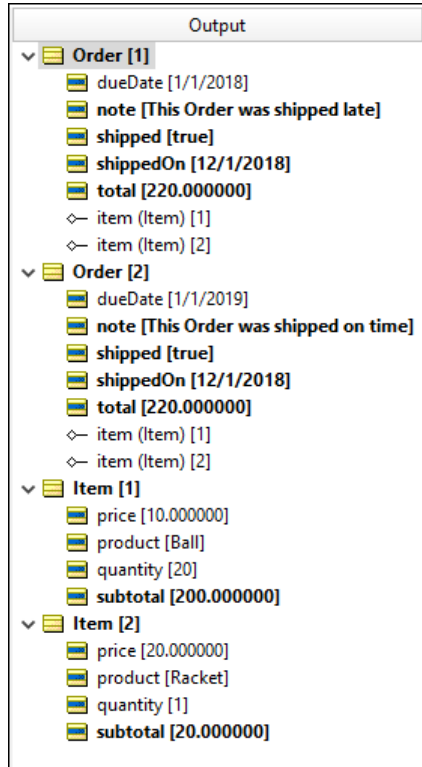 Output
Order [1]
dueDate [1/1/2018]
note [This Order was shipped late]
shipped [true]
shippedOn [12/1/2018]
total [220.000000]
item (Item) [1]
item (Item) [2]
Order [2]
dueDate [1/1/2019]
note [This Order was shipped on time]
shipped [true]
shippedOn [12/1/2018]
total [220.000000]
item (Item) [1]
item (Item) [2]
Item [1]
price [10.000000]
product [Ball]
quantity [20]
subtotal [200.000000]
Item [2]
price [20.000000]
product [Racket]
quantity [1]
subtotal [20.000000]